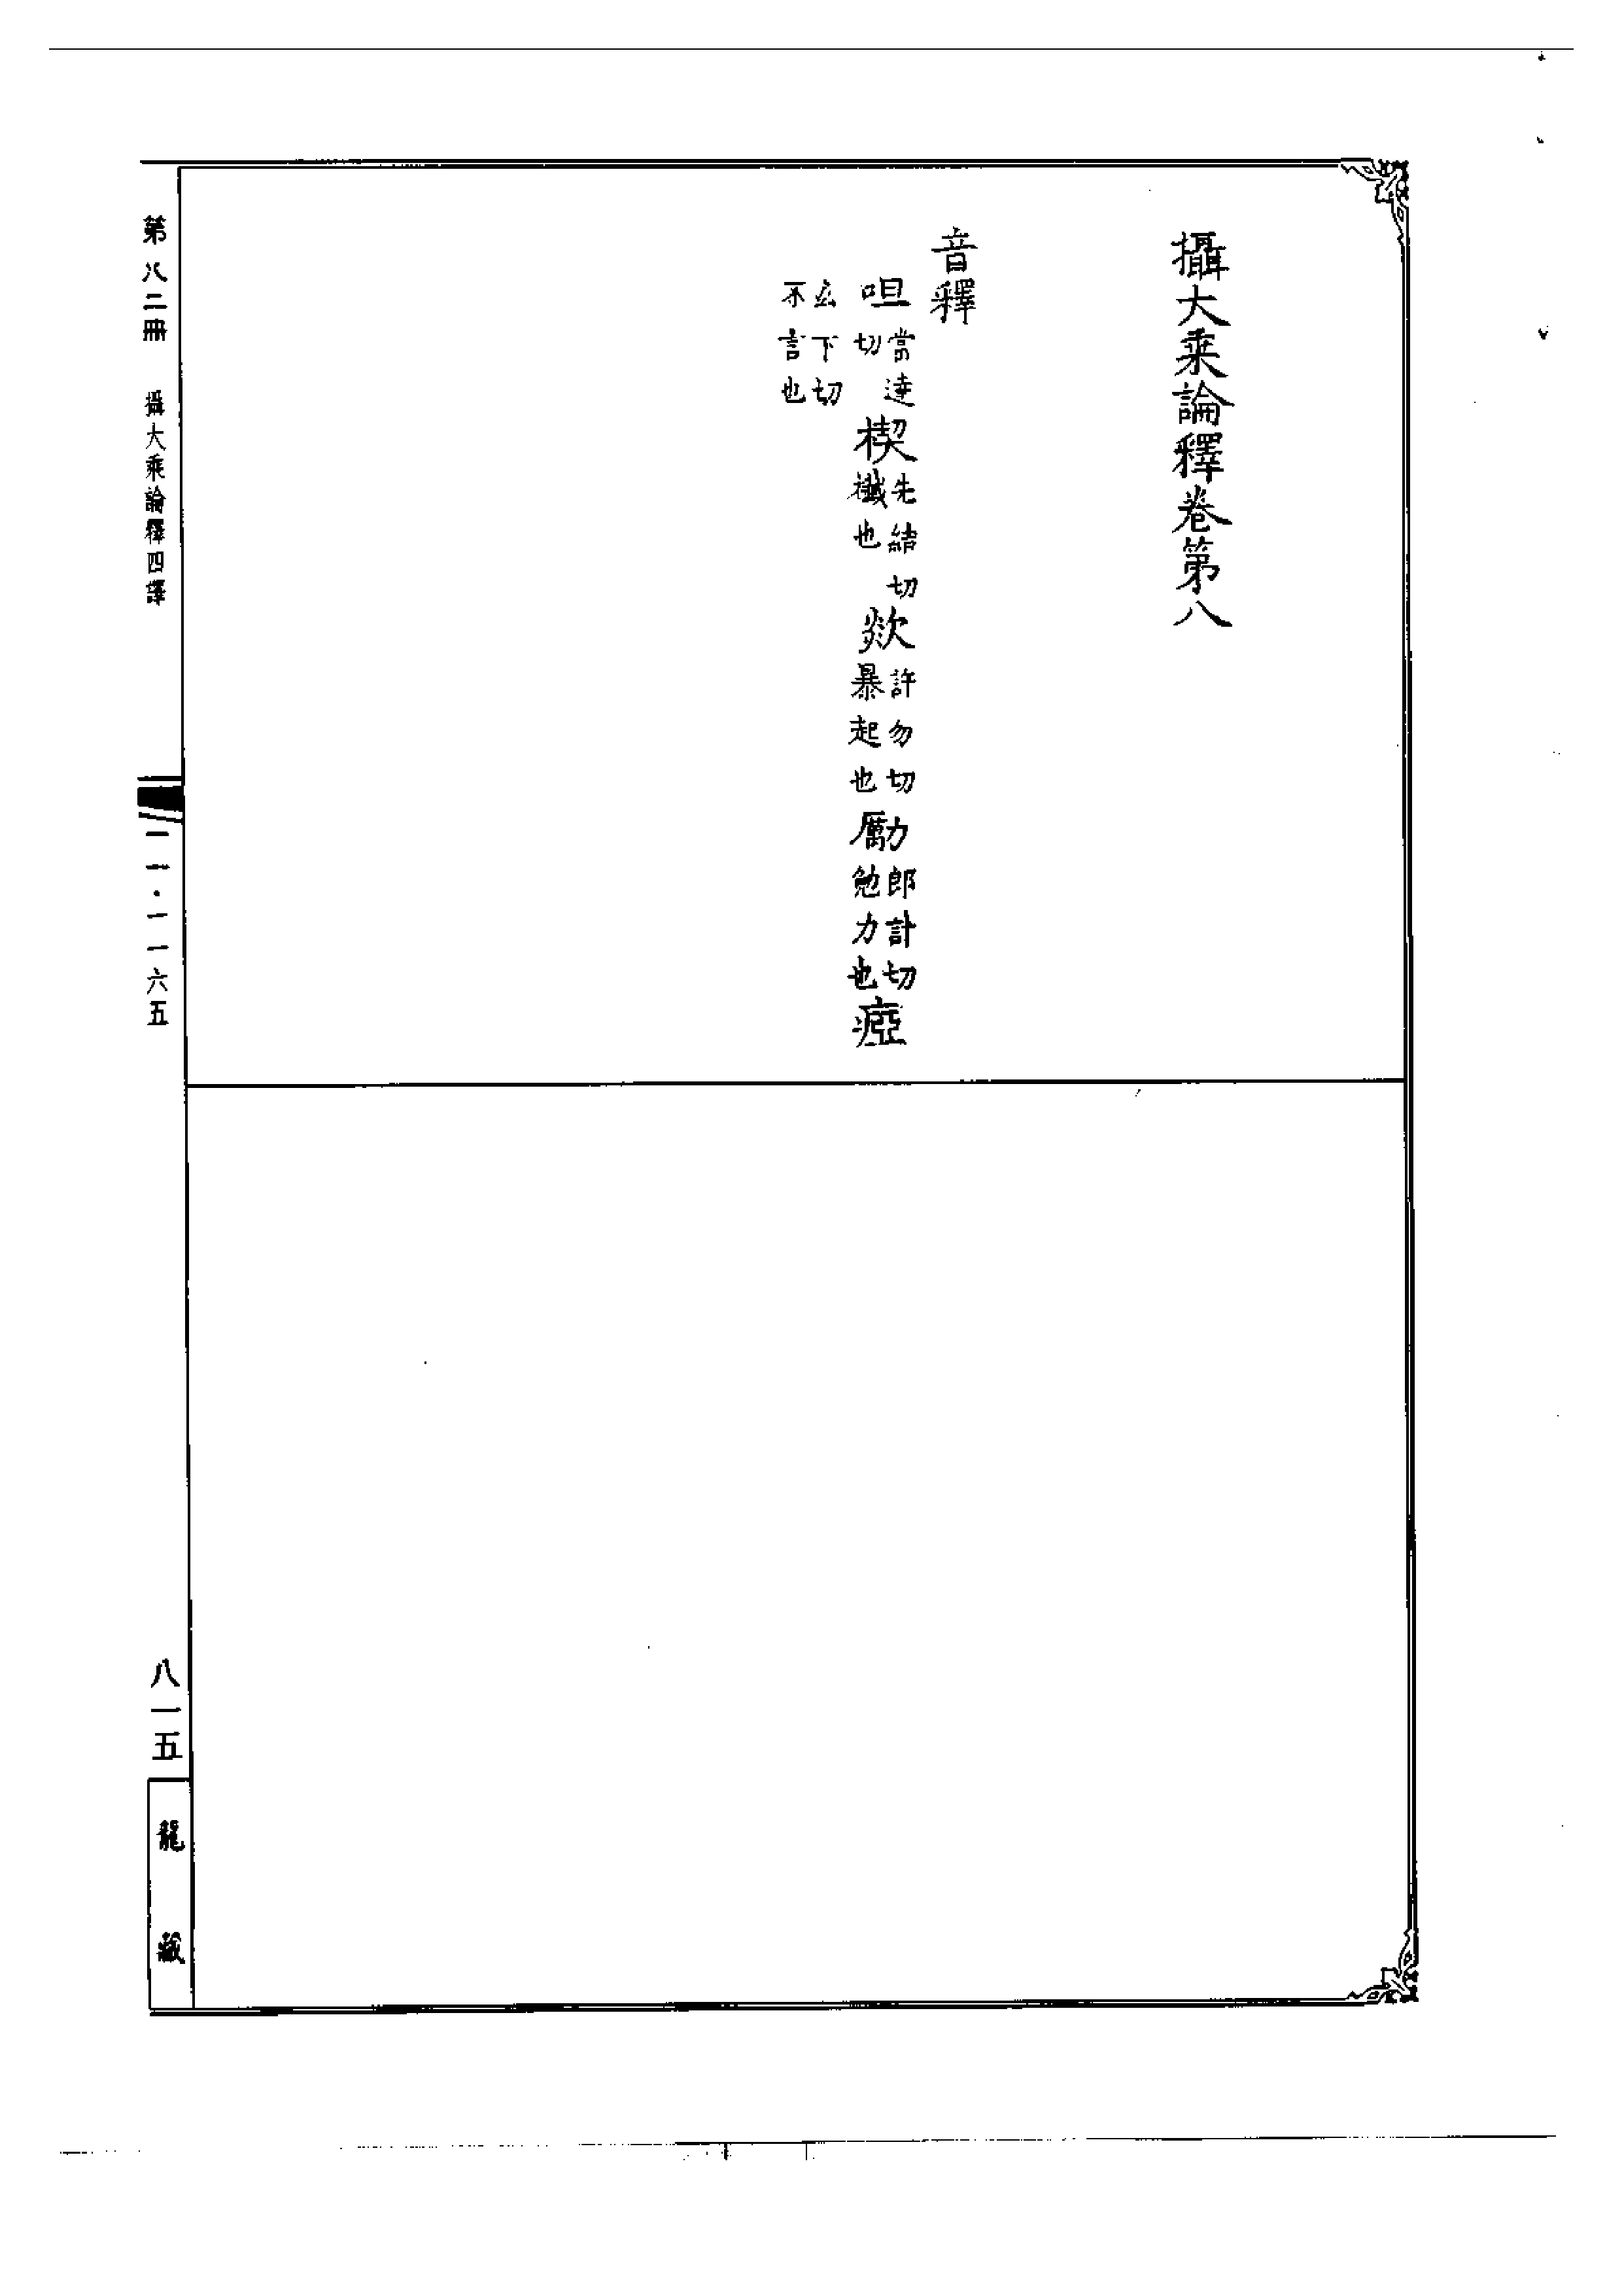 攝大乘論釋卷第八
音釋
呾當達切楔先結切櫼也欻許勿切暴起也勵郎計切勉力也瘂
幺下切不言也
第八二冊 攝大乘論釋四譯
一一·一一六五
八一五
龍藏